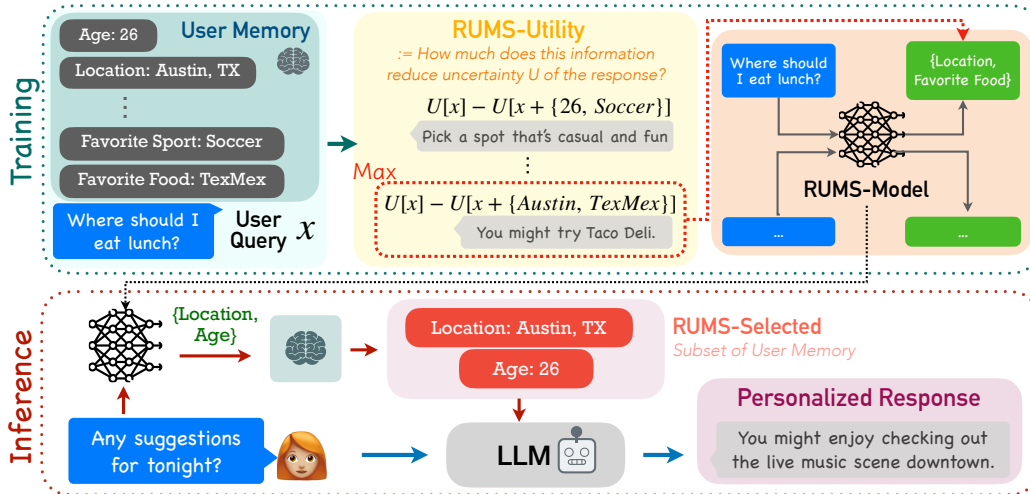 Training
User Memory
Age: 26
Location: Austin, TX
⋮
Favorite Sport: Soccer
Favorite Food: TexMex
Where should I
eat lunch?
User
Query x
RUMS-Utility
:= How much does this information
reduce uncertainty U of the response?
U[x] − U[x + {26, Soccer}]
Pick a spot that's casual and fun
⋮
Max
U[x] − U[x + {Austin, TexMex}]
You might try Taco Deli.
Where should
I eat lunch?
{Location,
Favorite Food}
RUMS-Model
...
...
Inference
{Location,
Age}
Location: Austin, TX
Age: 26
RUMS-Selected
Subset of User Memory
Any suggestions
for tonight?
LLM
Personalized Response
You might enjoy checking out
the live music scene downtown.